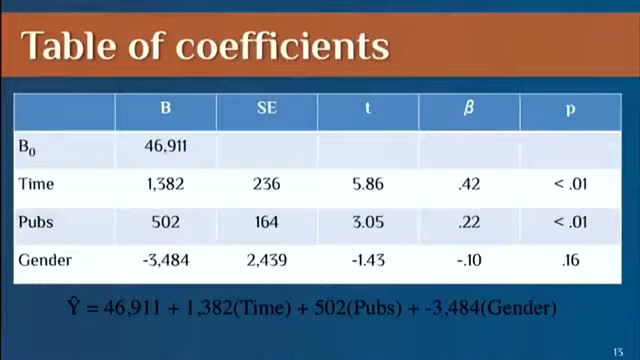 Table of coefficients
B SE t β p
B₀ 46,911
Time 1,382 236 5.86 .42 < .01
Pubs 502 164 3.05 .22 < .01
Gender -3,484 2,439 -1.43 -.10 .16
Ŷ = 46,911 + 1,382(Time) + 502(Pubs) + -3,484(Gender)
13